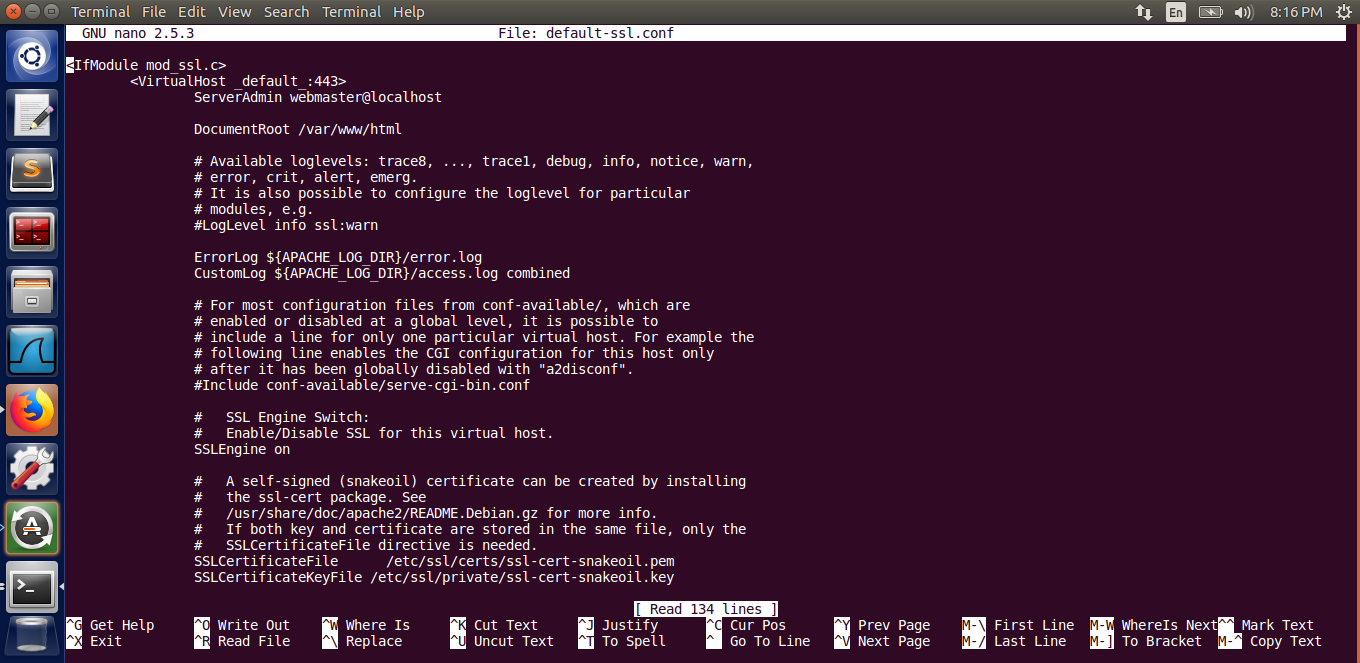 Terminal File Edit View Search Terminal Help En 8:16 PM
GNU nano 2.5.3 File: default-ssl.conf
<IfModule mod_ssl.c>
<VirtualHost _default_:443>
ServerAdmin webmaster@localhost
DocumentRoot /var/www/html
# Available loglevels: trace8, ..., trace1, debug, info, notice, warn,
# error, crit, alert, emerg.
# It is also possible to configure the loglevel for particular
# modules, e.g.
#LogLevel info ssl:warn
ErrorLog ${APACHE_LOG_DIR}/error.log
CustomLog ${APACHE_LOG_DIR}/access.log combined
# For most configuration files from conf-available/, which are
# enabled or disabled at a global level, it is possible to
# include a line for only one particular virtual host. For example the
# following line enables the CGI configuration for this host only
# after it has been globally disabled with "a2disconf".
#Include conf-available/serve-cgi-bin.conf
#   SSL Engine Switch:
#   Enable/Disable SSL for this virtual host.
SSLEngine on
#   A self-signed (snakeoil) certificate can be created by installing
#   the ssl-cert package. See
#   /usr/share/doc/apache2/README.Debian.gz for more info.
#   If both key and certificate are stored in the same file, only the
#   SSLCertificateFile directive is needed.
SSLCertificateFile      /etc/ssl/certs/ssl-cert-snakeoil.pem
SSLCertificateKeyFile /etc/ssl/private/ssl-cert-snakeoil.key
[ Read 134 lines ]
^G Get Help ^O Write Out ^W Where Is ^K Cut Text ^J Justify ^C Cur Pos ^Y Prev Page M-\ First Line M-W WhereIs Next ^^ Mark Text
^X Exit ^R Read File ^\ Replace ^U Uncut Text ^T To Spell ^ Go To Line ^V Next Page M-/ Last Line M-] To Bracket M-^ Copy Text